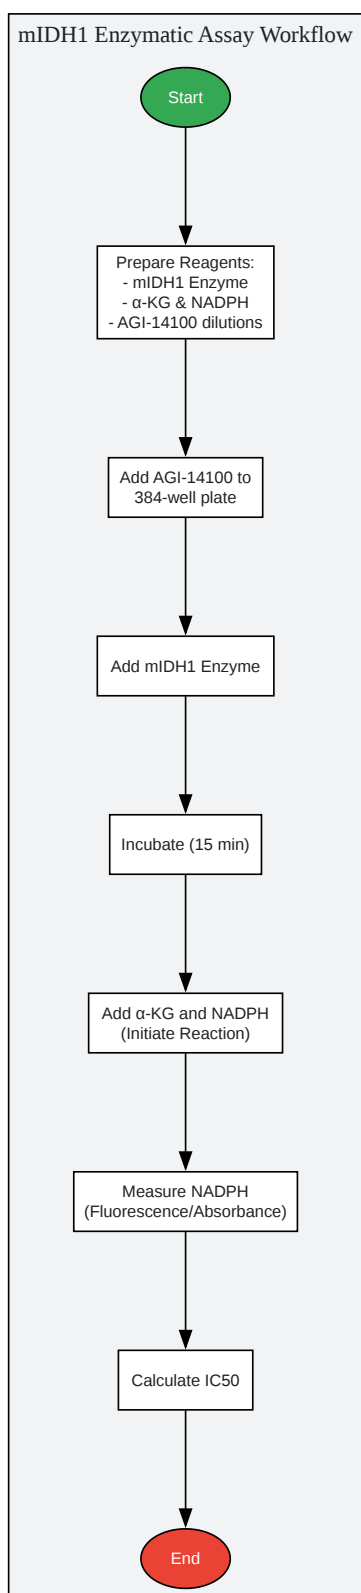 mIDH1 Enzymatic Assay Workflow
Start
Prepare Reagents:
- mIDH1 Enzyme
- α-KG & NADPH
- AGI-14100 dilutions
Add AGI-14100 to
384-well plate
Add mIDH1 Enzyme
Incubate (15 min)
Add α-KG and NADPH
(Initiate Reaction)
Measure NADPH
(Fluorescence/Absorbance)
Calculate IC50
End